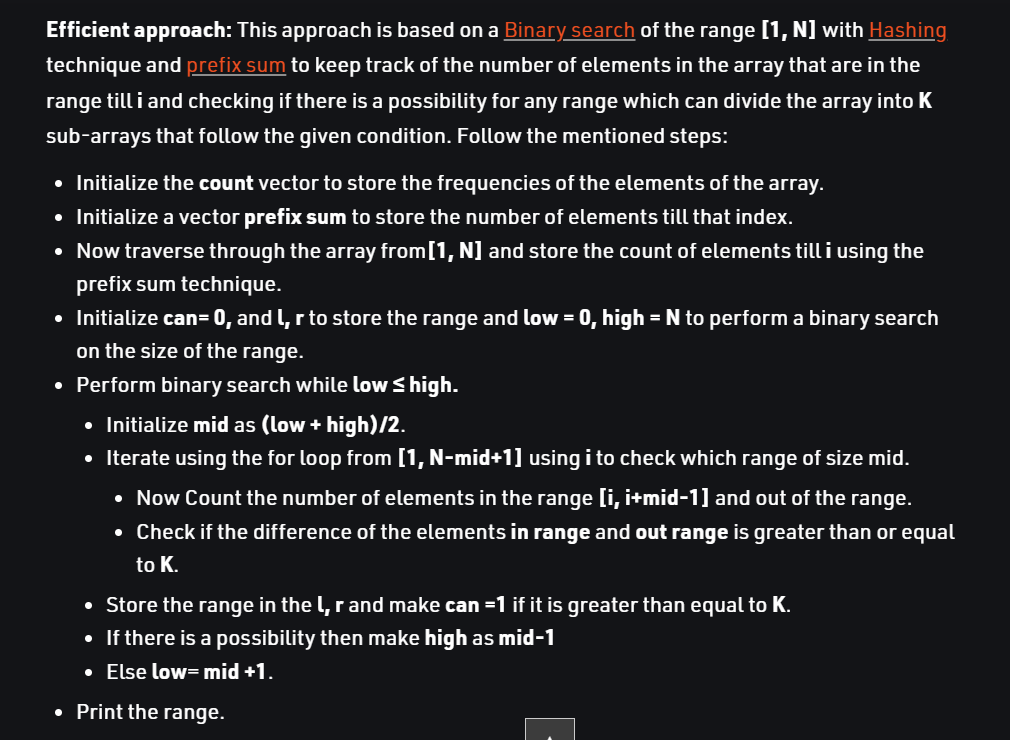 Efficient approach: This approach is based on a Binary search of the range [1, N] with Hashing
technique and prefix sum to keep track of the number of elements in the array that are in the
range till i and checking if there is a possibility for any range which can divide the array into K
sub-arrays that follow the given condition. Follow the mentioned steps:
• Initialize the count vector to store the frequencies of the elements of the array.
• Initialize a vector prefix sum to store the number of elements till that index.
• Now traverse through the array from[1, N] and store the count of elements till i using the
prefix sum technique.
• Initialize can= 0, and l, r to store the range and low = 0, high = N to perform a binary search
on the size of the range.
• Perform binary search while low ≤ high.
• Initialize mid as (low + high)/2.
• Iterate using the for loop from [1, N-mid+1] using i to check which range of size mid.
• Now Count the number of elements in the range [i, i+mid-1] and out of the range.
• Check if the difference of the elements in range and out range is greater than or equal
to K.
• Store the range in the l, r and make can =1 if it is greater than equal to K.
• If there is a possibility then make high as mid-1
• Else low= mid +1.
• Print the range.